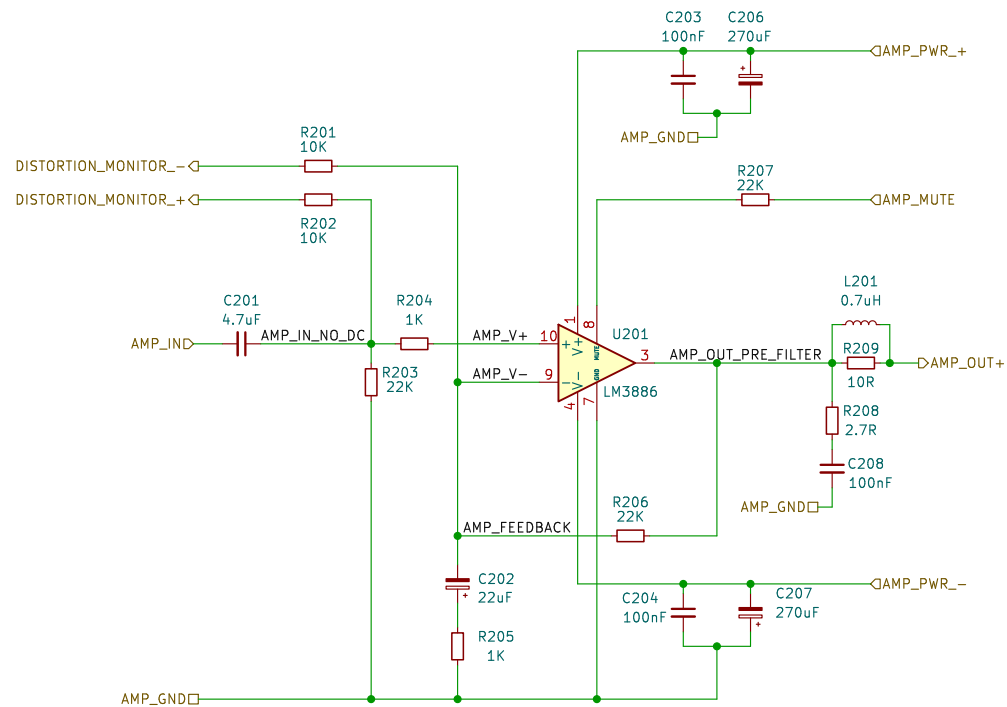 C203
100nF
C206
270uF
AMP_PWR_+
AMP_GND
R201
10K
DISTORTION_MONITOR_-
DISTORTION_MONITOR_+
R202
10K
R207
22K
AMP_MUTE
C201
4.7uF
AMP_IN
AMP_IN_NO_DC
R204
1K
R203
22K
AMP_V+
AMP_V-
10
9
1
8
4
7
3
+
-
V+
V-
MUTE
GND
U201
LM3886
AMP_OUT_PRE_FILTER
L201
0.7uH
R209
10R
AMP_OUT+
R208
2.7R
C208
100nF
AMP_GND
R206
22K
AMP_FEEDBACK
C202
22uF
+
R205
1K
AMP_PWR_-
C204
100nF
C207
270uF
+
AMP_GND